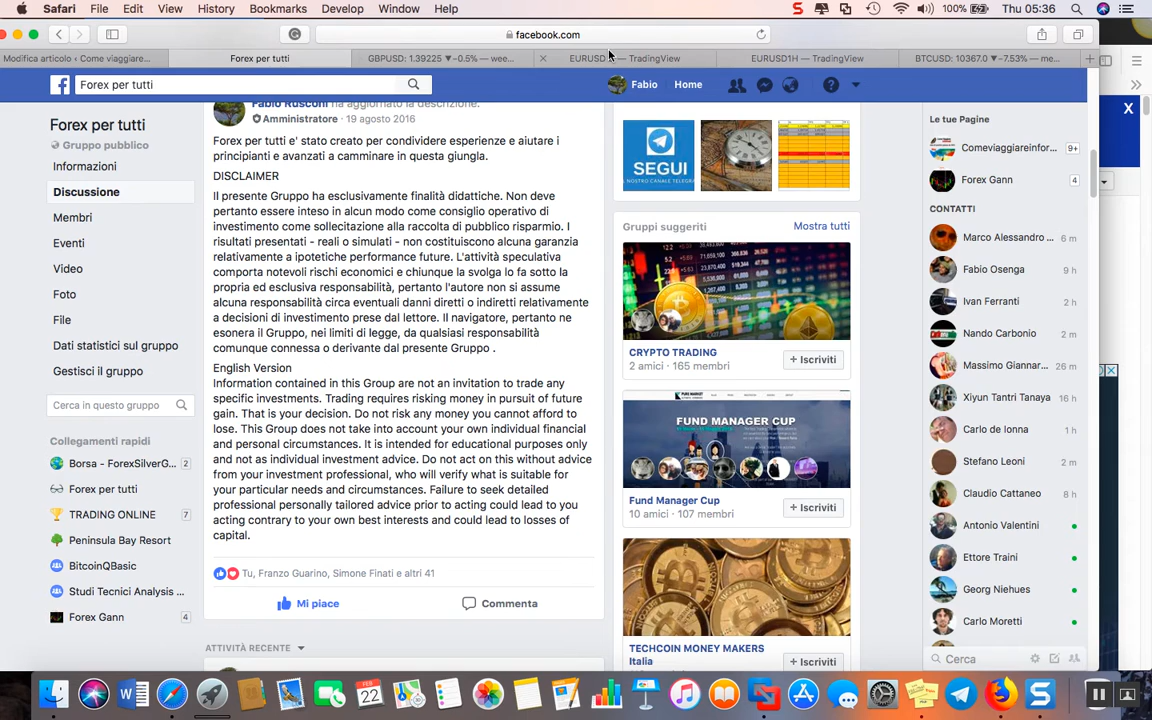 Safari File Edit View History Bookmarks Develop Window Help 100% Thu 05:36
facebook.com
Modifica articolo ‹ Come viaggiare...
Forex per tutti
GBPUSD: 1.39225 ▼−0.5% — wee...
EURUSD — TradingView
EURUSD1H — TradingView
BTCUSD: 10367.0 ▼−7.53% — me...
Forex per tutti
Fabio Home
Forex per tutti
Gruppo pubblico
Informazioni
Discussione
Membri
Eventi
Video
Foto
File
Dati statistici sul gruppo
Gestisci il gruppo
Cerca in questo gruppo
Collegamenti rapidi
Borsa - ForexSilverG... 2
Forex per tutti
TRADING ONLINE 7
Peninsula Bay Resort
BitcoinQBasic
Studi Tecnici Analysis ...
Forex Gann 4
Fabio Rusconi ha aggiornato la descrizione.
Amministratore · 19 agosto 2016
Forex per tutti e' stato creato per condividere esperienze e aiutare i
principianti e avanzati a camminare in questa giungla.
DISCLAIMER
Il presente Gruppo ha esclusivamente finalità didattiche. Non deve
pertanto essere inteso in alcun modo come consiglio operativo di
investimento come sollecitazione alla raccolta di pubblico risparmio. I
risultati presentati - reali o simulati - non costituiscono alcuna garanzia
relativamente a ipotetiche performance future. L'attività speculativa
comporta notevoli rischi economici e chiunque la svolga lo fa sotto la
propria ed esclusiva responsabilità, pertanto l'autore non si assume
alcuna responsabilità circa eventuali danni diretti o indiretti relativamente
a decisioni di investimento prese dal lettore. Il navigatore, pertanto ne
esonera il Gruppo, nei limiti di legge, da qualsiasi responsabilità
comunque connessa o derivante dal presente Gruppo .
English Version
Information contained in this Group are not an invitation to trade any
specific investments. Trading requires risking money in pursuit of future
gain. That is your decision. Do not risk any money you cannot afford to
lose. This Group does not take into account your own individual financial
and personal circumstances. It is intended for educational purposes only
and not as individual investment advice. Do not act on this without advice
from your investment professional, who will verify what is suitable for
your particular needs and circumstances. Failure to seek detailed
professional personally tailored advice prior to acting could lead to you
acting contrary to your own best interests and could lead to losses of
capital.
Tu, Franzo Guarino, Simone Finati e altri 41
Mi piace Commenta
ATTIVITÀ RECENTE
SEGUI
NOSTRO CANALE TELEGR
Gruppi suggeriti Mostra tutti
CRYPTO TRADING
2 amici · 165 membri
+ Iscriviti
PURE MARKET
FUND MANAGER CUP
Fund Manager Cup
10 amici · 107 membri
+ Iscriviti
TECHCOIN MONEY MAKERS
Italia
+ Iscriviti
Le tue Pagine
Comeviaggiareinfor... 9+
Forex Gann 4
CONTATTI
Marco Alessandro ... 6 m
Fabio Osenga 9 h
Ivan Ferranti 2 h
Nando Carbonio 2 m
Massimo Giannar... 26 m
Xiyun Tantri Tanaya 16 h
Carlo de Ionna 1 h
Stefano Leoni 2 m
Claudio Cattaneo 8 h
Antonio Valentini
Ettore Traini
Georg Niehues
Carlo Moretti
Cerca
X
FEB
22